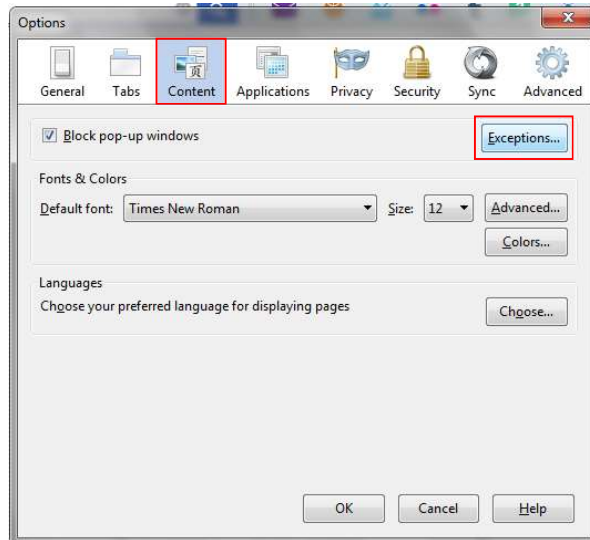 Options
General Tabs Content Applications Privacy Security Sync Advanced
Block pop-up windows Exceptions...
Fonts & Colors
Default font: Times New Roman Size: 12 Advanced...
Colors...
Languages
Choose your preferred language for displaying pages Choose...
OK Cancel Help